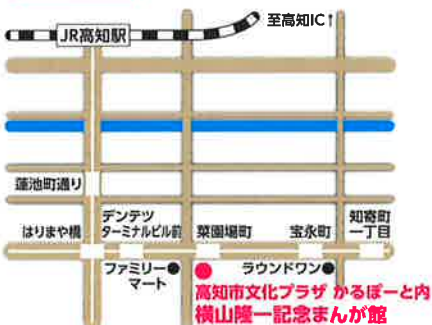 至高知IC↑
JR高知駅
蓮池町通り
デンテツ
ターミナルビル前
はりまや橋
菜園場町
宝永町
知寄町
一丁目
ファミリー
マート
ラウンドワン
高知市文化プラザ かるぽーと内
横山隆一記念まんが館